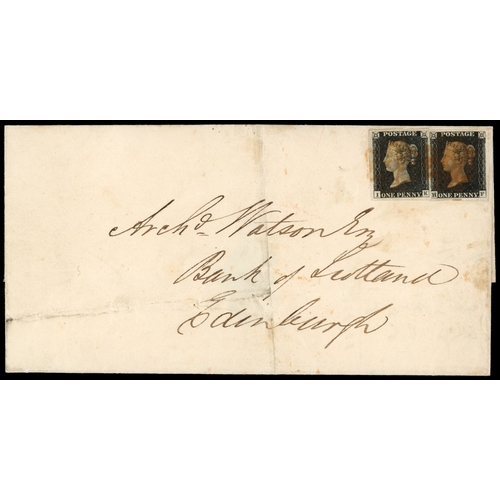 POSTAGE POSTAGE
ONE PENNY ONE PENNY
Archd. Watson Esq
Bank of Scotland
Edinburgh